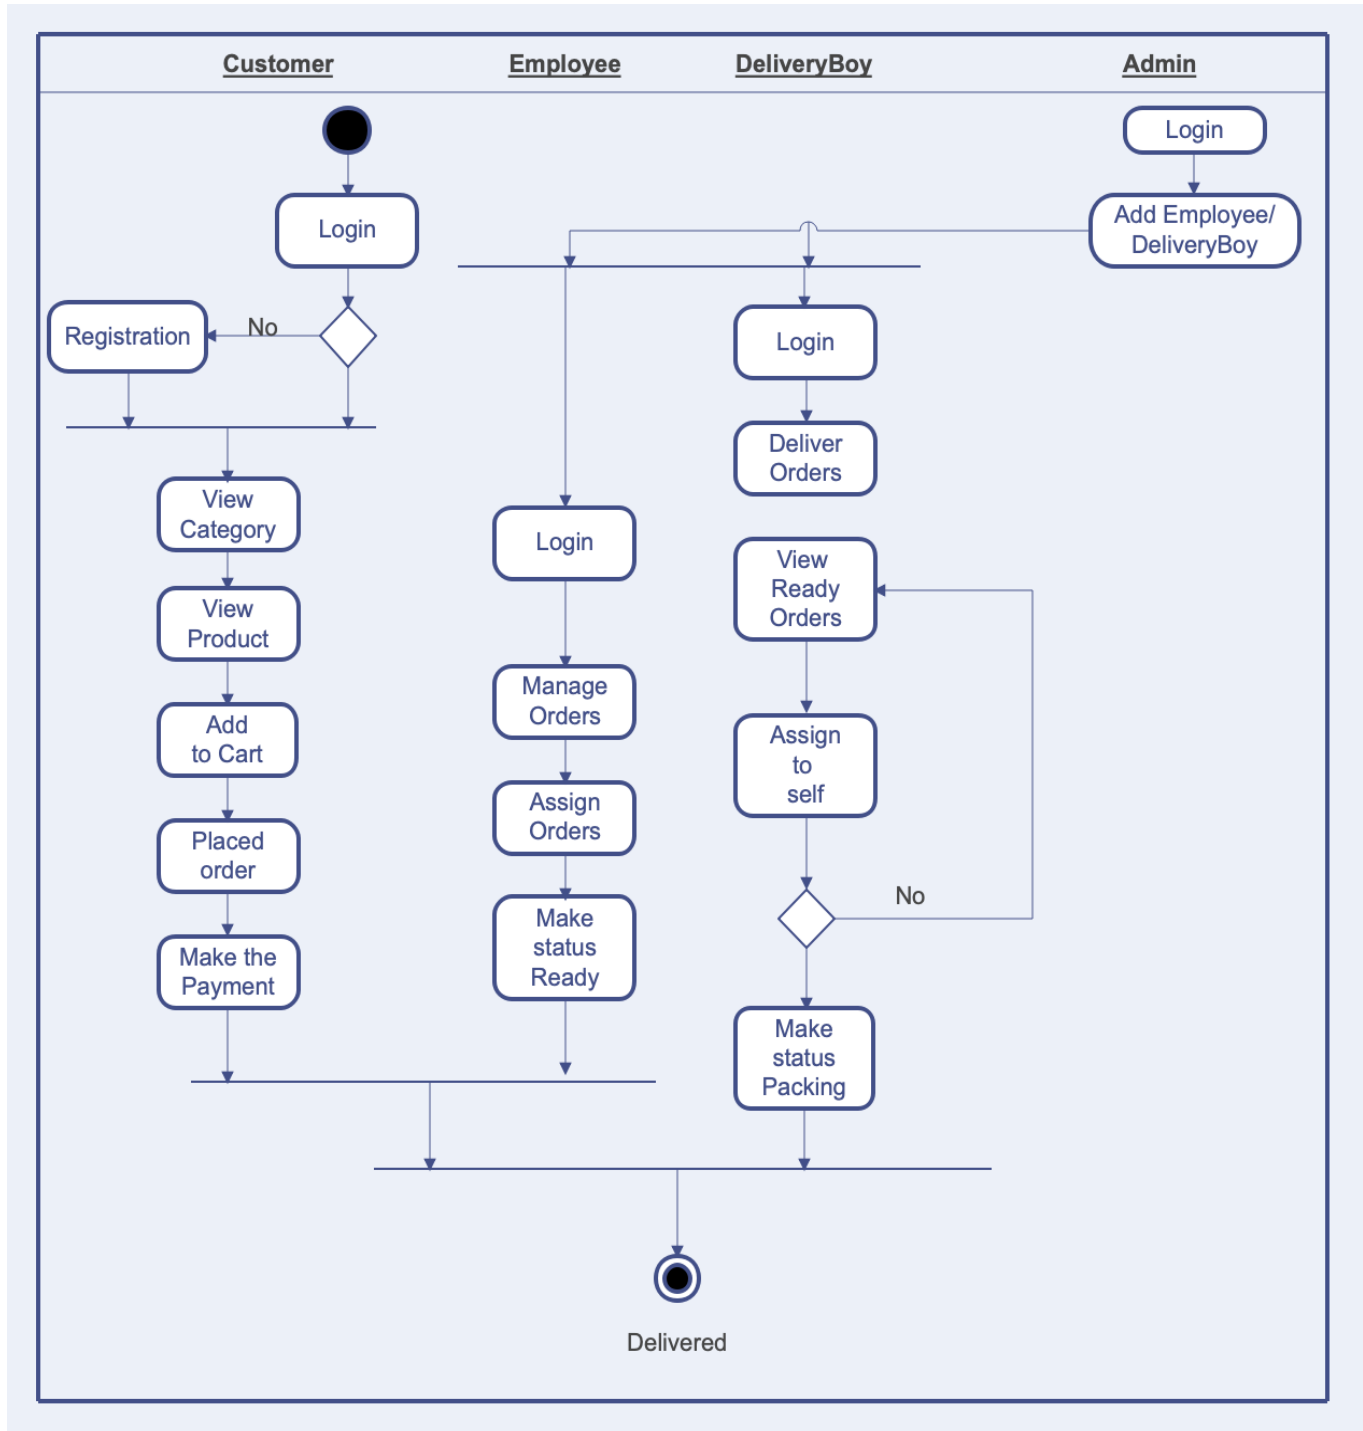 Customer
Employee
DeliveryBoy
Admin
Login
Login
Add Employee/
DeliveryBoy
No
Registration
Login
Deliver
Orders
View
Category
Login
View
Ready
Orders
View
Product
Manage
Orders
Add
to Cart
Assign
to
self
Assign
Orders
Placed
order
No
Make
status
Ready
Make the
Payment
Make
status
Packing
Delivered